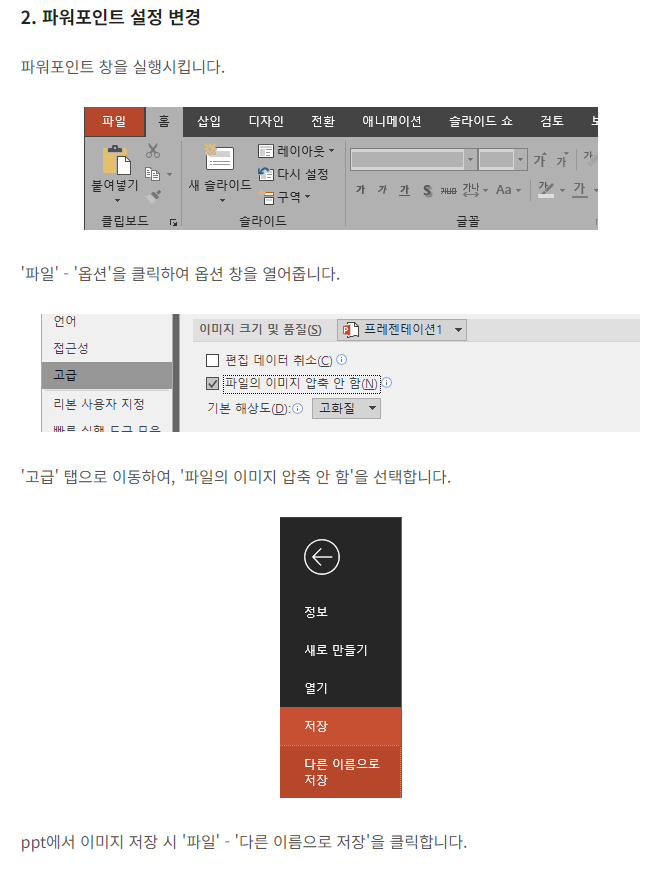 2. 파워포인트 설정 변경
파워포인트 창을 실행시킵니다.
파일 홈 삽입 디자인 전환 애니메이션 슬라이드 쇼 검토
붙여넣기
클립보드
새 슬라이드
레이아웃
다시 설정
구역
슬라이드
가 가 가
가 가 가 S abc 가나 Aa 가 가
글꼴
'파일' - '옵션'을 클릭하여 옵션 창을 열어줍니다.
언어
접근성
고급
리본 사용자 지정
빠른 실행 도구 모음
이미지 크기 및 품질(S) 프레젠테이션1
편집 데이터 취소(C)
파일의 이미지 압축 안 함(N)
기본 해상도(D): 고화질
'고급' 탭으로 이동하여, '파일의 이미지 압축 안 함'을 선택합니다.
정보
새로 만들기
열기
저장
다른 이름으로
저장
ppt에서 이미지 저장 시 '파일' - '다른 이름으로 저장'을 클릭합니다.